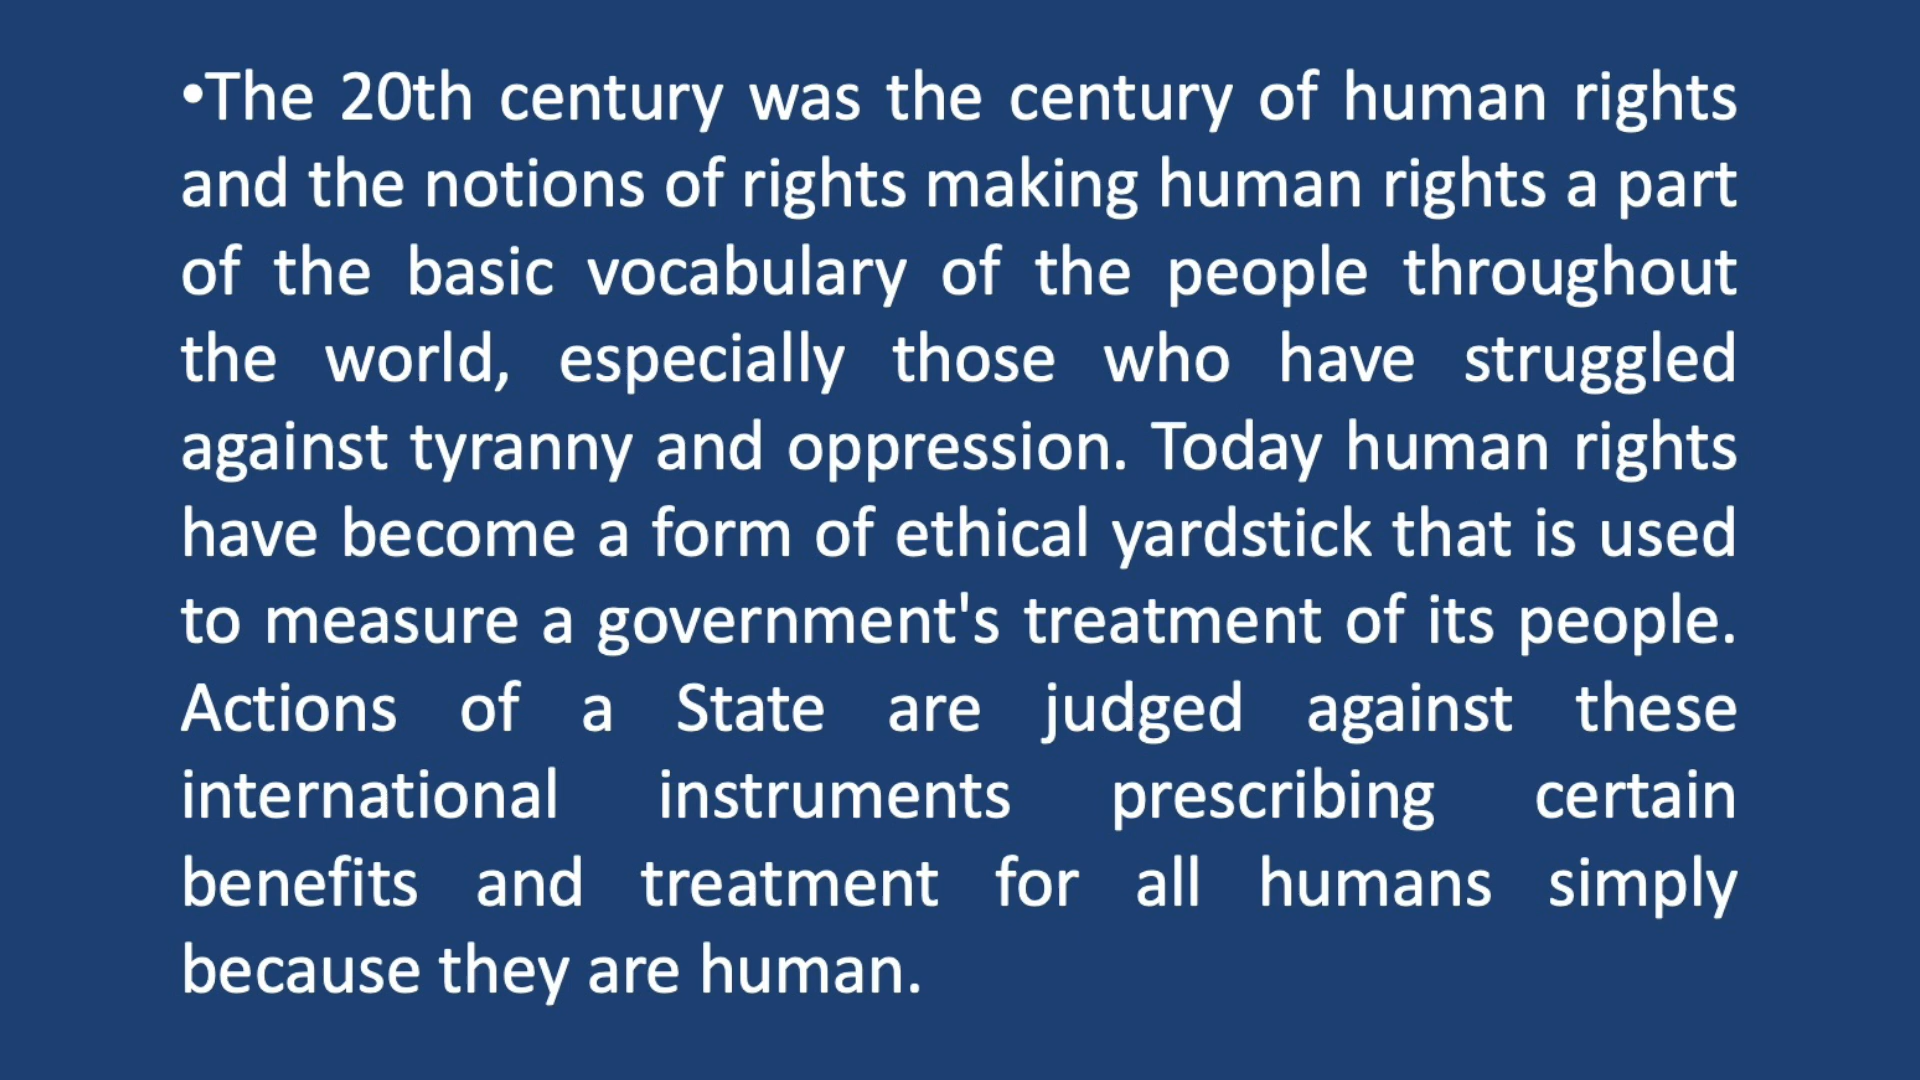 •The 20th century was the century of human rights
and the notions of rights making human rights a part
of the basic vocabulary of the people throughout
the world, especially those who have struggled
against tyranny and oppression. Today human rights
have become a form of ethical yardstick that is used
to measure a government's treatment of its people.
Actions of a State are judged against these
international instruments prescribing certain
benefits and treatment for all humans simply
because they are human.